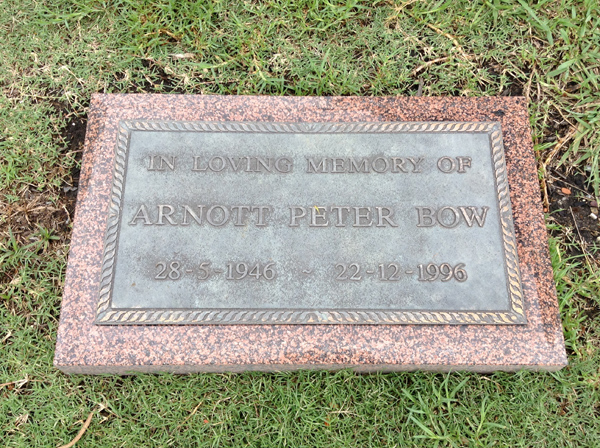 IN LOVING MEMORY OF
ARNOTT PETER BOW
28-5-1946 ~ 22-12-1996